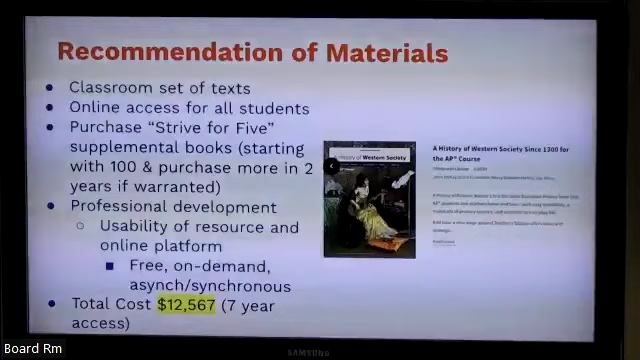 Recommendation of Materials
• Classroom set of texts
• Online access for all students
• Purchase “Strive for Five”
supplemental books (starting
with 100 & purchase more in 2
years if warranted)
• Professional development
○ Usability of resource and
online platform
■ Free, on-demand,
asynch/synchronous
• Total Cost $12,567 (7 year
access)
A History of Western Society
A History of Western Society Since 1300 for
the AP® Course
SAMSUNG
Board Rm